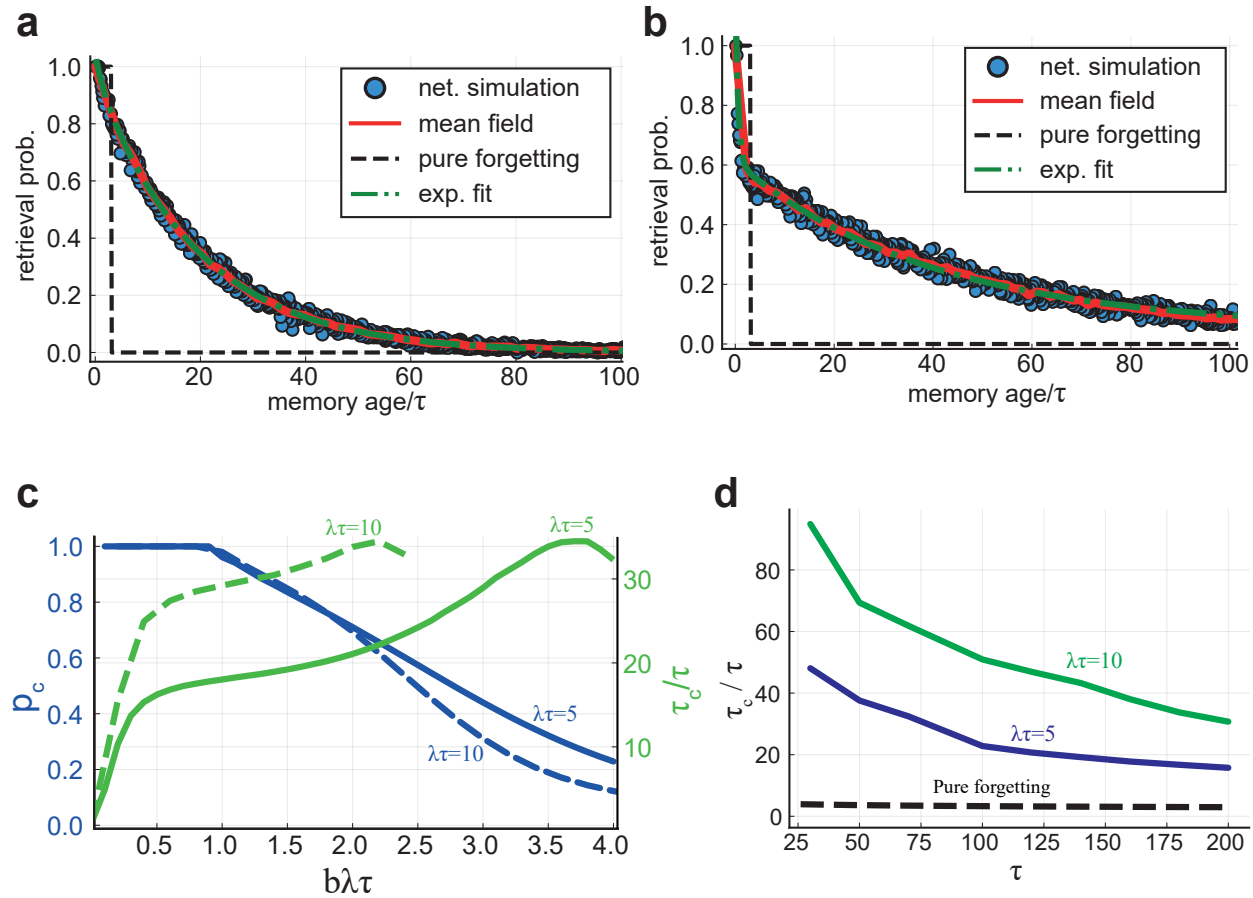 a
1.0
0.8
0.6
0.4
0.2
0.0
retrieval prob.
net. simulation
mean field
pure forgetting
exp. fit
0 20 40 60 80 100
memory age/τ
b
1.0
0.8
0.6
0.4
0.2
0.0
retrieval prob.
net. simulation
mean field
pure forgetting
exp. fit
0 20 40 60 80 100
memory age/τ
c
1.0
0.8
0.6
0.4
0.2
0.0
p_c
λτ=10
λτ=5
λτ=5
λτ=10
30
20
10
τ_c/τ
0.5 1.0 1.5 2.0 2.5 3.0 3.5 4.0
bλτ
d
80
60
40
20
0
τ_c / τ
λτ=10
λτ=5
Pure forgetting
25 50 75 100 125 150 175 200
τ